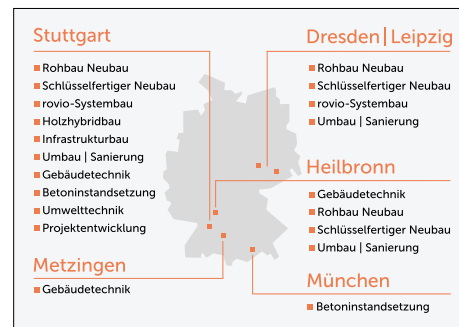 Stuttgart
Rohbau Neubau
Schlüsselfertiger Neubau
rovio-Systembau
Holzhybridbau
Infrastrukturbau
Umbau | Sanierung
Gebäudetechnik
Betoninstandsetzung
Umwelttechnik
Projektentwicklung
Metzingen
Gebäudetechnik
Dresden | Leipzig
Rohbau Neubau
Schlüsselfertiger Neubau
rovio-Systembau
Umbau | Sanierung
Heilbronn
Gebäudetechnik
Rohbau Neubau
Schlüsselfertiger Neubau
Umbau | Sanierung
München
Betoninstandsetzung